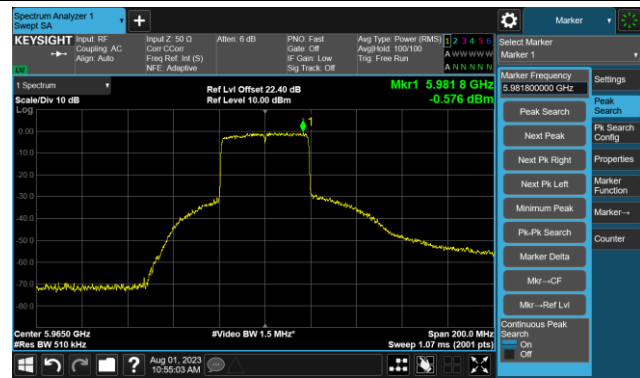 Spectrum Analyzer 1
Swept SA
Marker
KEYSIGHT
Input: RF
Coupling: AC
Align: Auto
Input Z: 50 Ω
Corr CCorr
Freq Ref: Int (S)
NFE: Adaptive
Atten: 6 dB
PNO: Fast
Gate: Off
IF Gain: Low
Sig Track: Off
Avg Type: Power (RMS)
Avg|Hold: 100/100
Trig: Free Run
1 2 3 4 5 6
A W W W W W
A N N N N N
Select Marker
Marker 1
LW
1 Spectrum
Scale/Div 10 dB
Log
Ref Lvl Offset 22.40 dB
Ref Level 10.00 dBm
Mkr1 5.981 8 GHz
-0.576 dBm
1
0.00
-10.0
-20.0
-30.0
-40.0
-50.0
-60.0
-70.0
-80.0
Center 5.9650 GHz
#Res BW 510 kHz
#Video BW 1.5 MHz*
Span 200.0 MHz
Sweep 1.07 ms (2001 pts)
Marker Frequency
5.981800000 GHz
Peak Search
Next Peak
Next Pk Right
Next Pk Left
Minimum Peak
Pk-Pk Search
Marker Delta
Mkr→CF
Mkr→Ref Lvl
Continuous Peak
Search
On
Off
Settings
Peak
Search
Pk Search
Config
Properties
Marker
Function
Marker→
Counter
?
Aug 01, 2023
10:55:03 AM